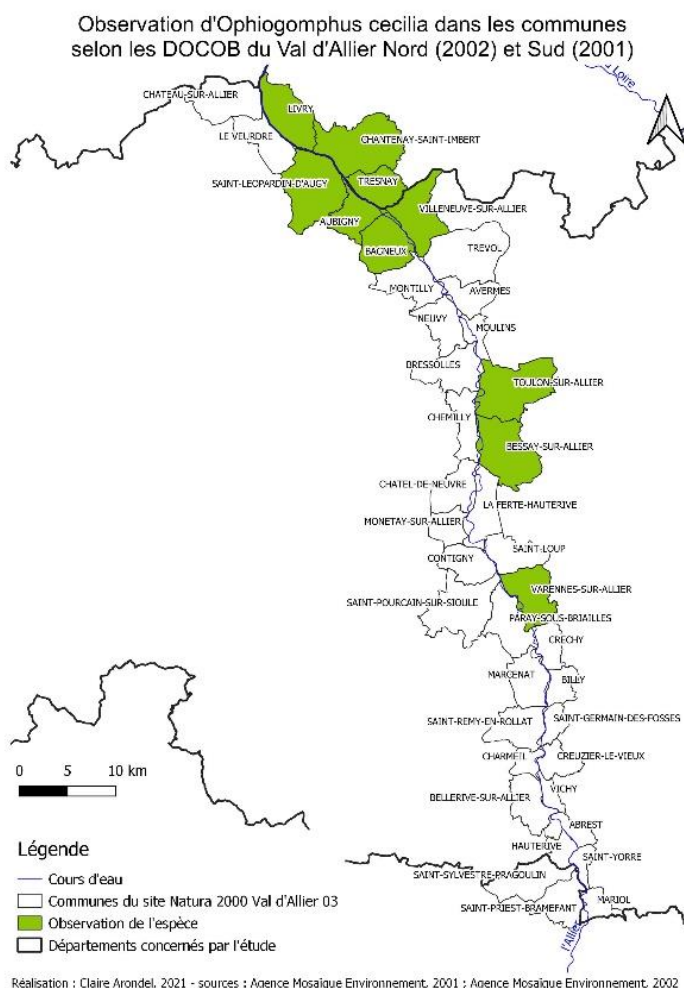 Observation d'Ophiogomphus cecilia dans les communes
selon les DOCOB du Val d'Allier Nord (2002) et Sud (2001)
Loire
CHATEAU-SUR-ALLIER
LIVRY
LE VEURDRE
CHANTENAY-SAINT-IMBERT
SAINT-LEOPARDIN-D'AUGY
TRESNAY
VILLENEUVE-SUR-ALLIER
AUBIGNY
BAGNEUX
TREVOL
MONTILLY
AVERMES
NEUVY
MOULINS
BRESSOLLES
TOULON-SUR-ALLIER
CHEMILLY
BESSAY-SUR-ALLIER
CHATEL-DE-NEUVRE
LA FERTE-HAUTERIVE
MONETAY-SUR-ALLIER
SAINT-LOUP
CONTIGNY
VARENNES-SUR-ALLIER
SAINT-POURCAIN-SUR-SIOULE
PARAY-SOUS-BRIAILLES
CRECHY
MARCENAT
BILLY
SAINT-REMY-EN-ROLLAT
SAINT-GERMAIN-DES-FOSSES
CHARMEIL
CREUZIER-LE-VIEUX
VICHY
BELLERIVE-SUR-ALLIER
ABREST
HAUTERIVE
SAINT-YORRE
SAINT-SYLVESTRE-PRAGOULIN
SAINT-PRIEST-BRAMEFANT
MARIOL
l'Allier
0 5 10 km
Légende
Cours d'eau
Communes du site Natura 2000 Val d'Allier 03
Observation de l'espèce
Départements concernés par l'étude
Réalisation : Claire Arondel, 2021 - sources : Agence Mosaïque Environnement, 2001 ; Agence Mosaïque Environnement, 2002